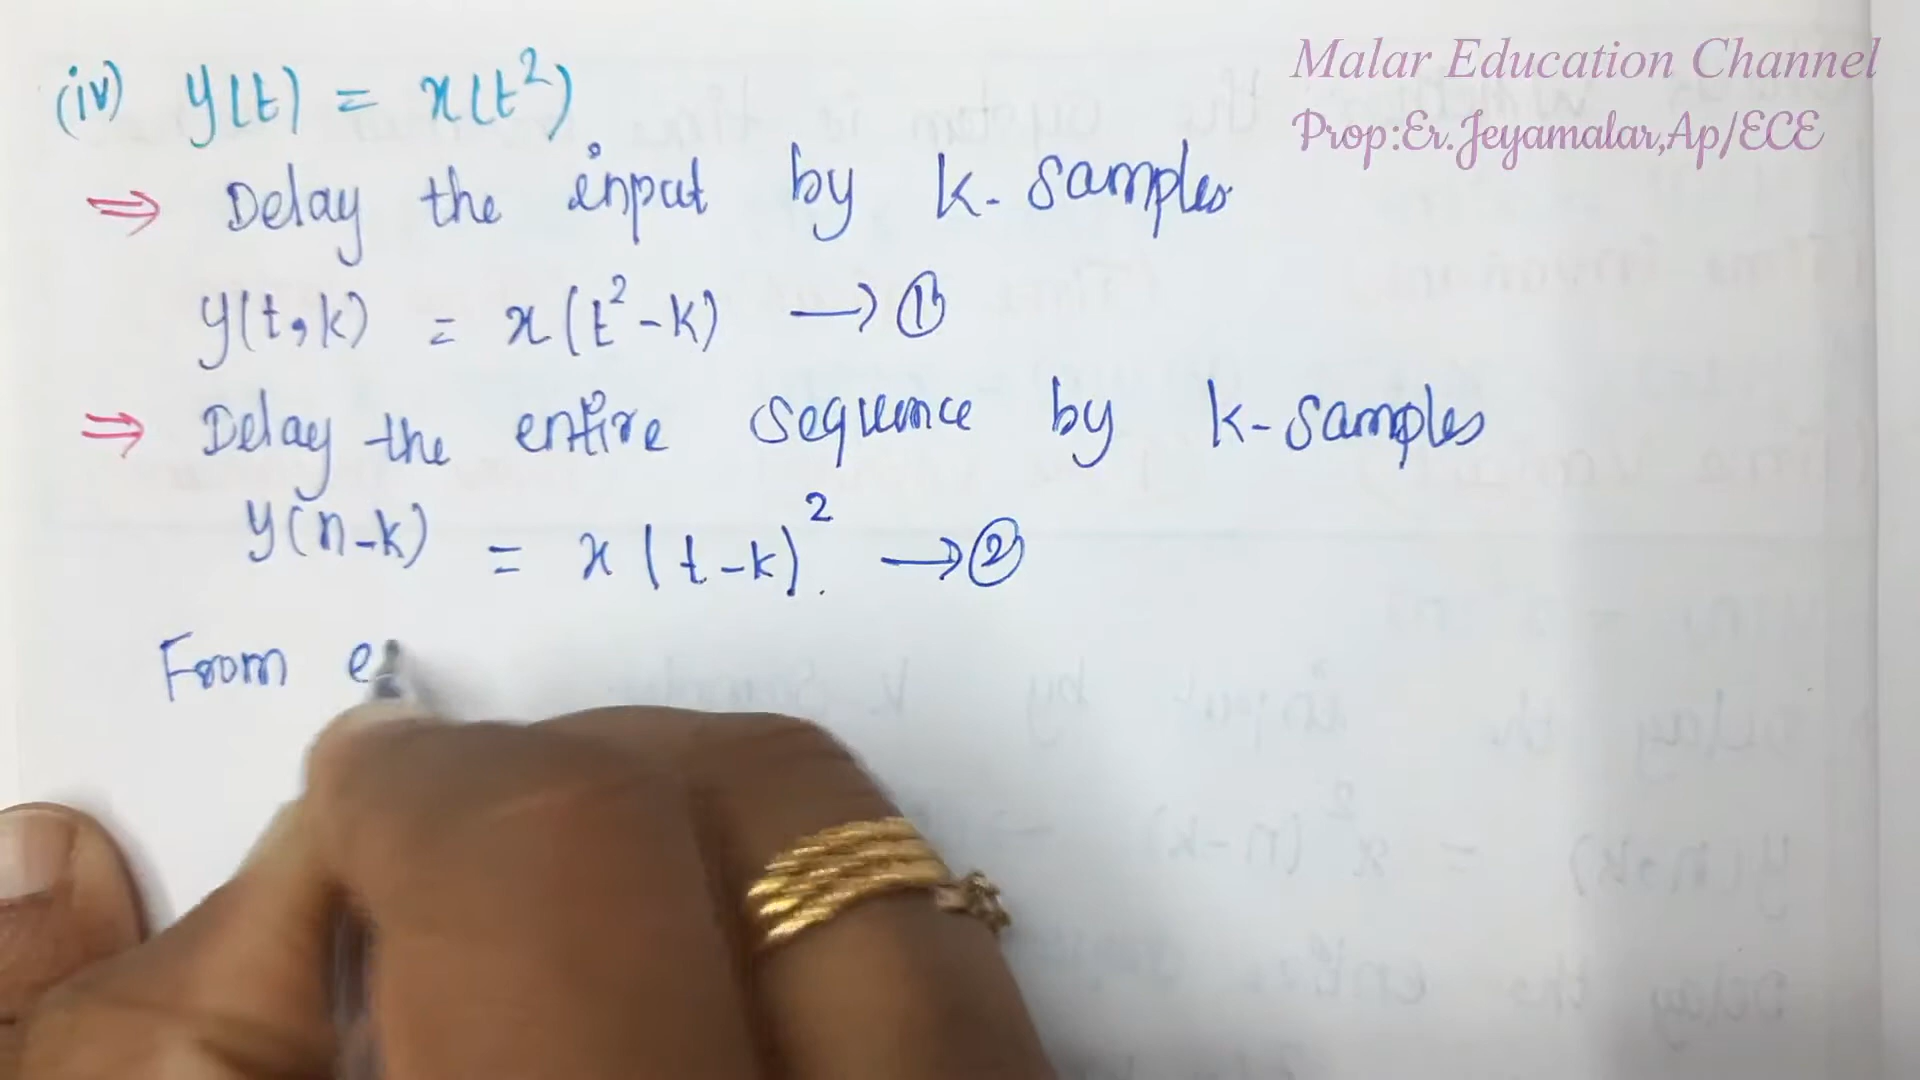 Malar Education Channel
Prop:Er.Jeyamalar,Ap/ECE
(iv) y(t) = x(t²)
⇒ Delay the input by k-samples
y(t,k) = x(t²-k) → ①
⇒ Delay the entire sequence by k-samples
y(n-k) = x(t-k)². → ②
From